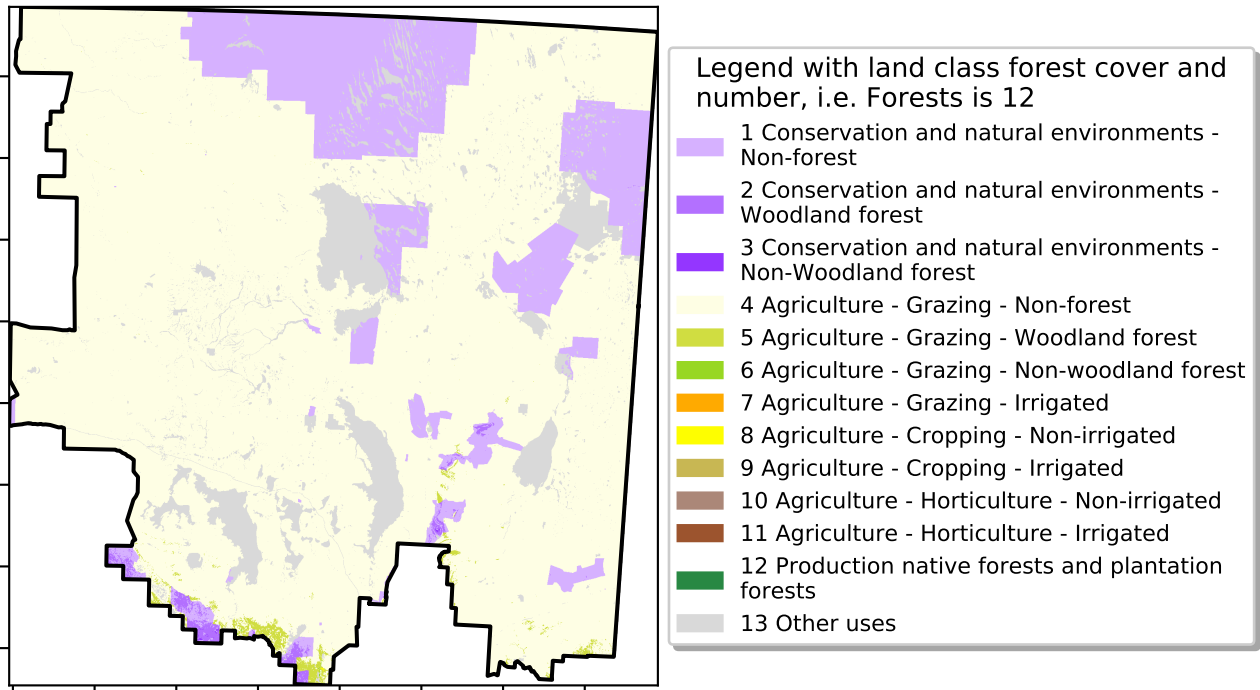 Legend with land class forest cover and
number, i.e. Forests is 12
1 Conservation and natural environments -
Non-forest
2 Conservation and natural environments -
Woodland forest
3 Conservation and natural environments -
Non-Woodland forest
4 Agriculture - Grazing - Non-forest
5 Agriculture - Grazing - Woodland forest
6 Agriculture - Grazing - Non-woodland forest
7 Agriculture - Grazing - Irrigated
8 Agriculture - Cropping - Non-irrigated
9 Agriculture - Cropping - Irrigated
10 Agriculture - Horticulture - Non-irrigated
11 Agriculture - Horticulture - Irrigated
12 Production native forests and plantation
forests
13 Other uses